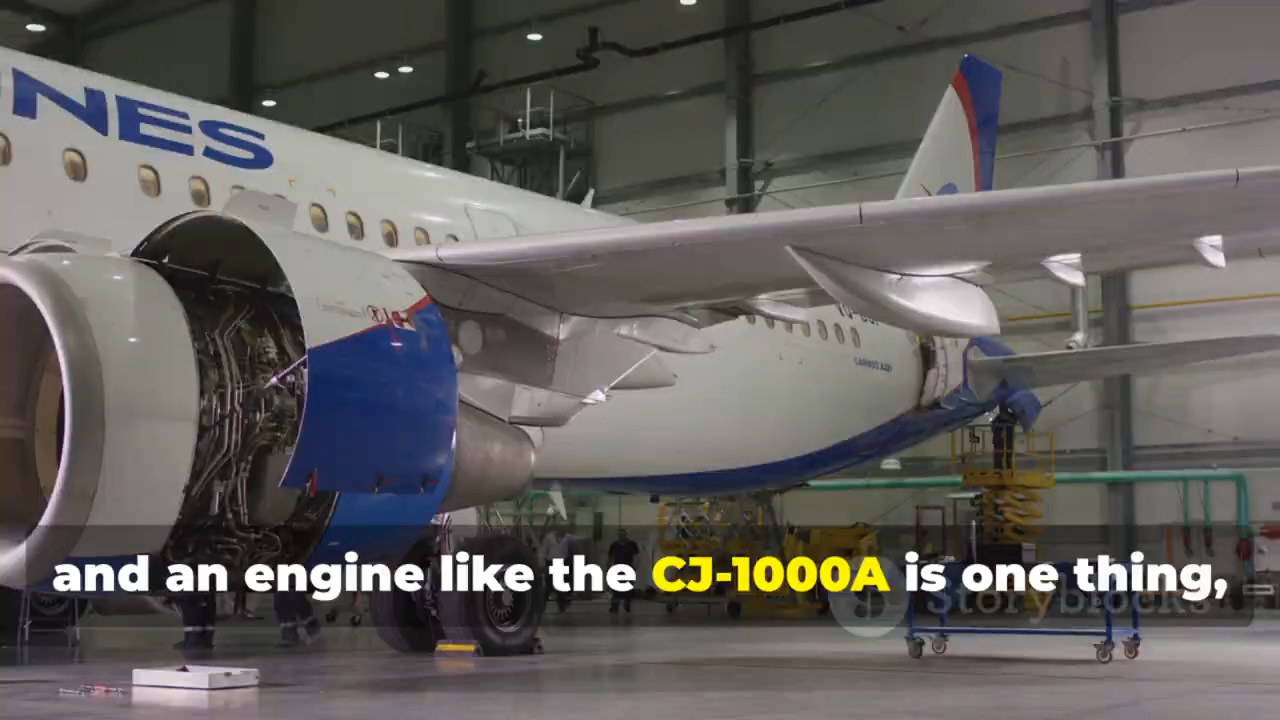 NES
and an engine like the CJ-1000A is one thing,
Storyblocks